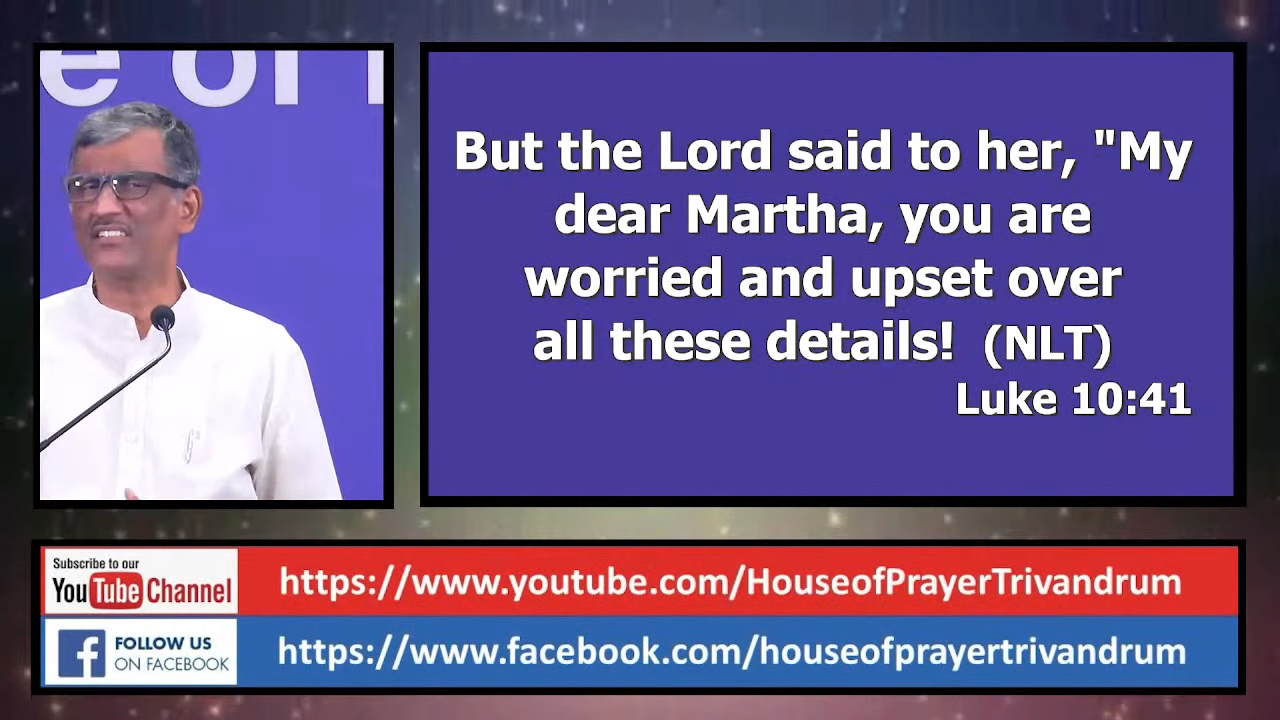 e of
But the Lord said to her, "My
dear Martha, you are
worried and upset over
all these details! (NLT)
Luke 10:41
Subscribe to our
YouTube Channel
https://www.youtube.com/HouseofPrayerTrivandrum
FOLLOW US
ON FACEBOOK
https://www.facebook.com/houseofprayertrivandrum